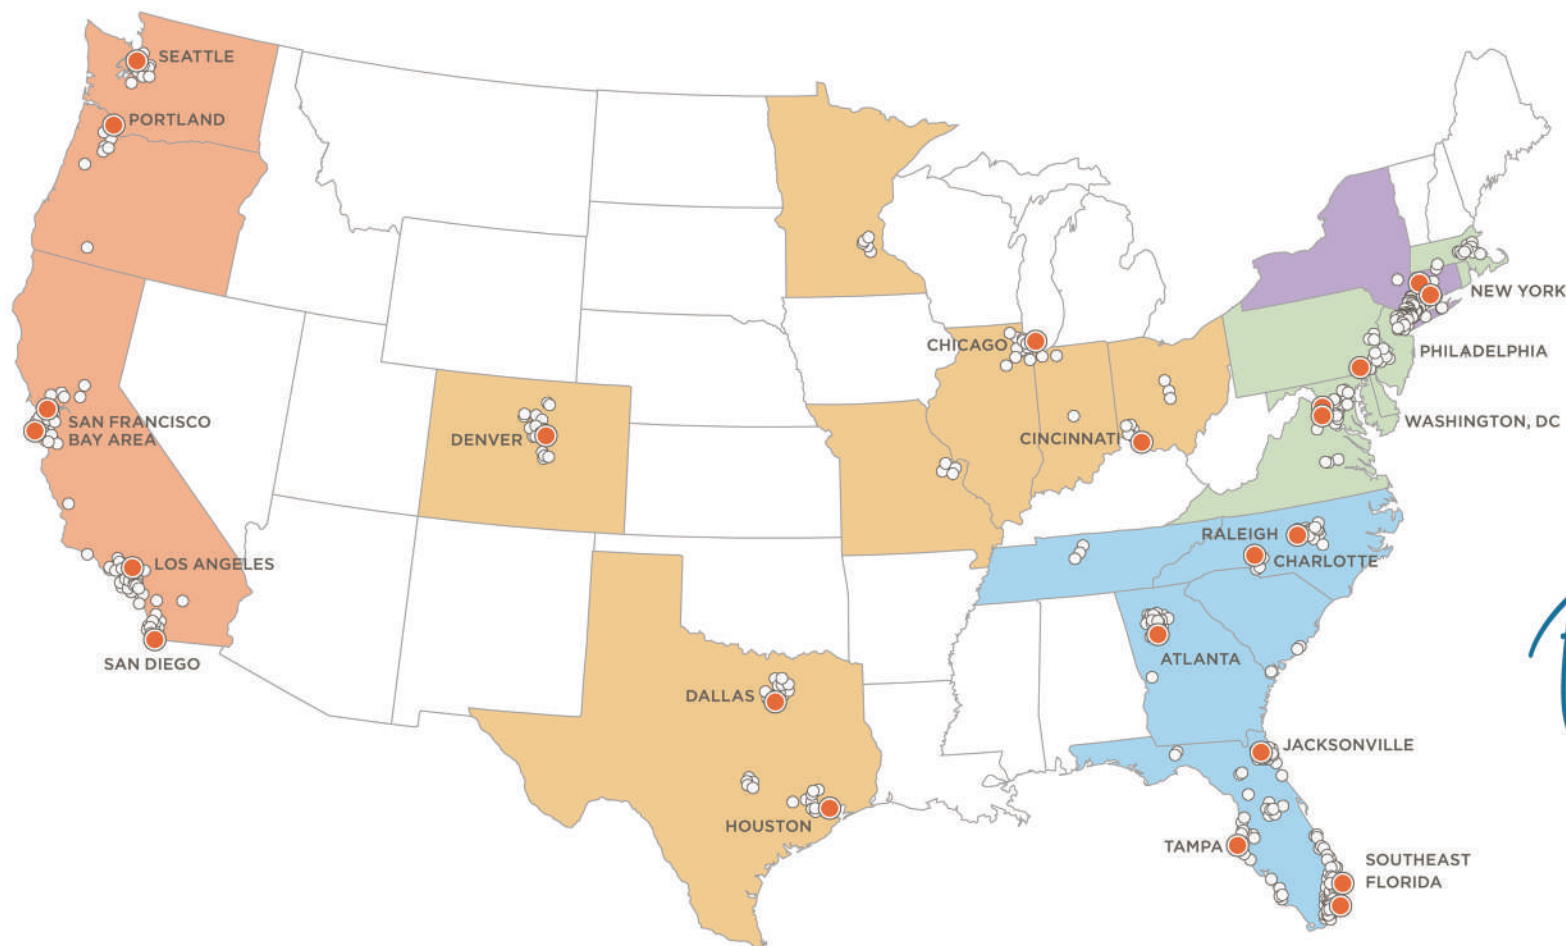 SEATTLE
PORTLAND
SAN FRANCISCO
BAY AREA
LOS ANGELES
SAN DIEGO
DENVER
DALLAS
HOUSTON
CHICAGO
CINCINNATI
NEW YORK
PHILADELPHIA
WASHINGTON, DC
RALEIGH
CHARLOTTE
ATLANTA
JACKSONVILLE
TAMPA
SOUTHEAST
FLORIDA